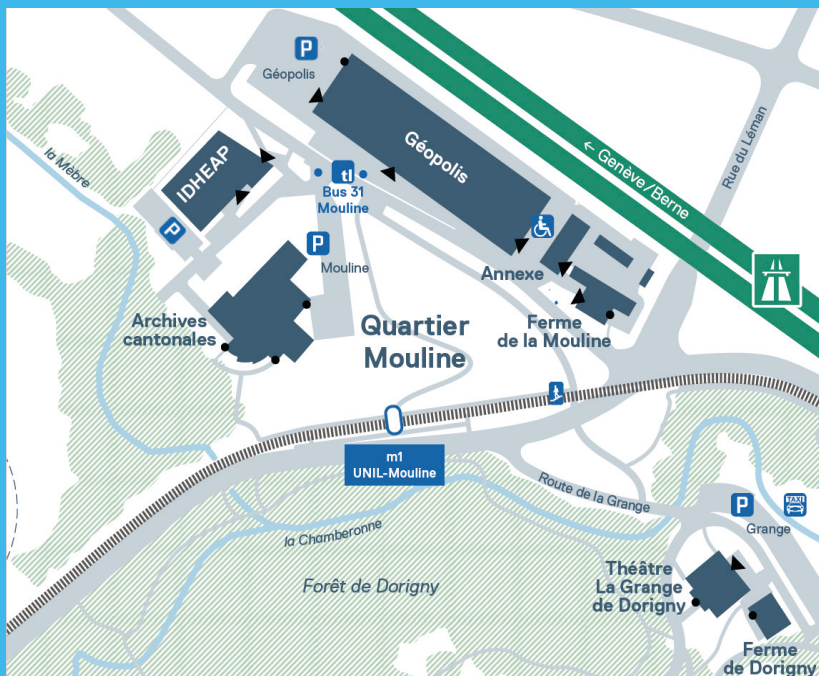 P
Géopolis
← Genève/Berne
Rue du Léman
la Mèbre
IDHEAP
Géopolis
tl
Bus 31
Mouline
P
P
Mouline
Annexe
Archives
cantonales
Quartier
Mouline
Ferme
de la Mouline
m1
UNIL-Mouline
Route de la Grange
P
TAXI
Grange
la Chamberonne
Forêt de Dorigny
Théâtre
La Grange
de Dorigny
Ferme
de Dorigny